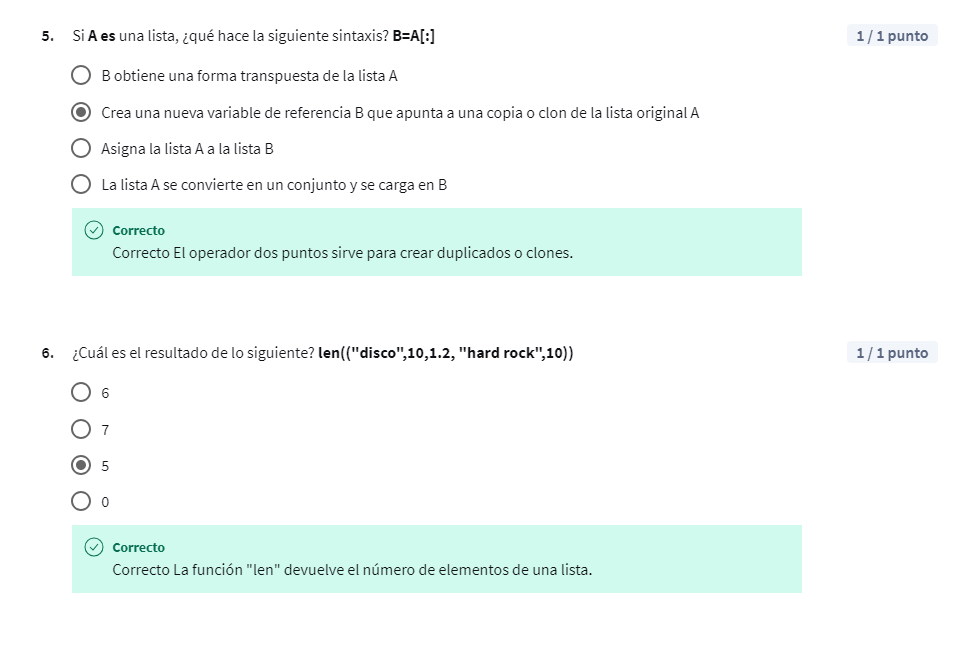 5. Si A es una lista, ¿qué hace la siguiente sintaxis? B=A[:] 1 / 1 punto
B obtiene una forma transpuesta de la lista A
Crea una nueva variable de referencia B que apunta a una copia o clon de la lista original A
Asigna la lista A a la lista B
La lista A se convierte en un conjunto y se carga en B
Correcto
Correcto El operador dos puntos sirve para crear duplicados o clones.
6. ¿Cuál es el resultado de lo siguiente? len(("disco",10,1.2, "hard rock",10)) 1 / 1 punto
6
7
5
0
Correcto
Correcto La función "len" devuelve el número de elementos de una lista.